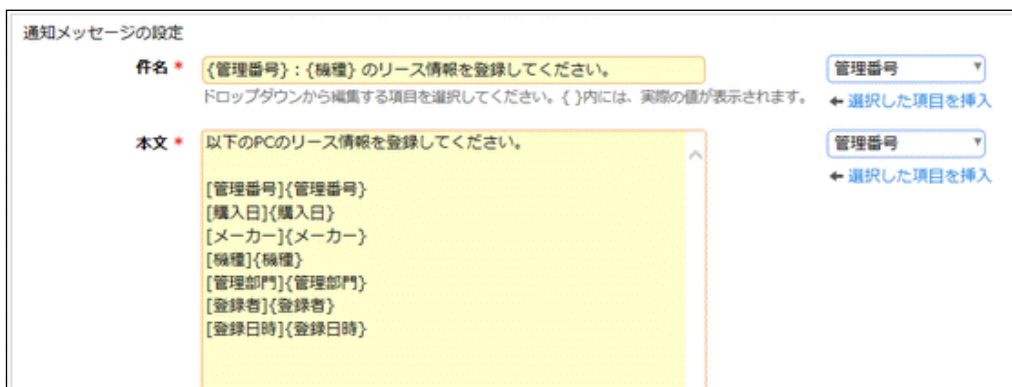 通知メッセージの設定
件名 * {管理番号}:{機種} のリース情報を登録してください。 管理番号
ドロップダウンから編集する項目を選択してください。{ }内には、実際の値が表示されます。 選択した項目を挿入
本文 * 以下のPCのリース情報を登録してください。 管理番号
選択した項目を挿入
[管理番号]{管理番号}
[購入日]{購入日}
[メーカー]{メーカー}
[機種]{機種}
[管理部門]{管理部門}
[登録者]{登録者}
[登録日時]{登録日時}